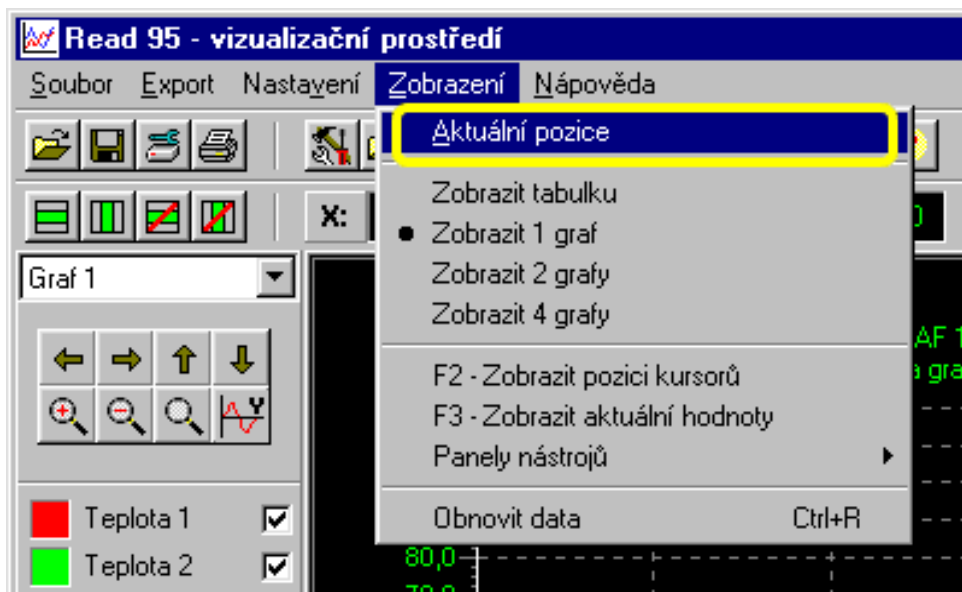 Read 95 - vizualizační prostředí
Soubor Export Nastavení Zobrazení Nápověda
Aktuální pozice
Zobrazit tabulku
X:
Zobrazit 1 graf
Graf 1
Zobrazit 2 grafy
Zobrazit 4 grafy
AF 1
F2 - Zobrazit pozici kursorů
F3 - Zobrazit aktuální hodnoty
Y
Panely nástrojů
Teplota 1
Obnovit data Ctrl+R
Teplota 2
80,0